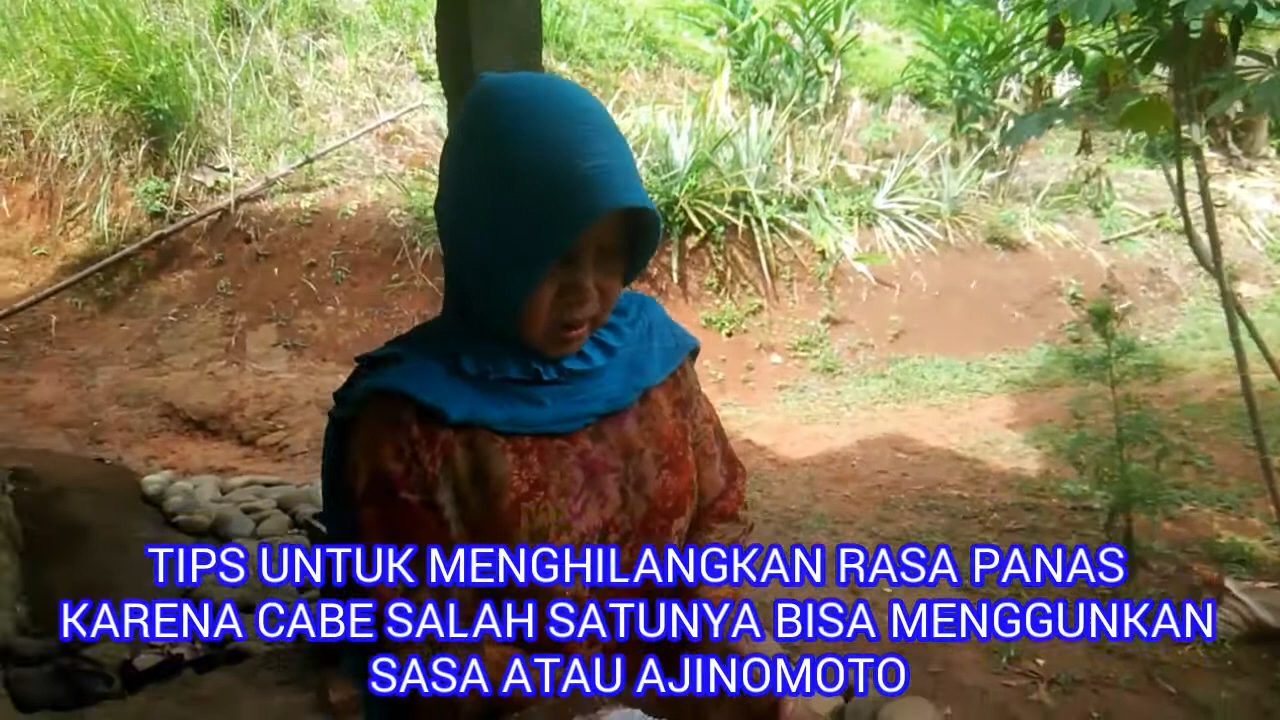 TIPS UNTUK MENGHILANGKAN RASA PANAS
KARENA CABE SALAH SATUNYA BISA MENGGUNKAN
SASA ATAU AJINOMOTO